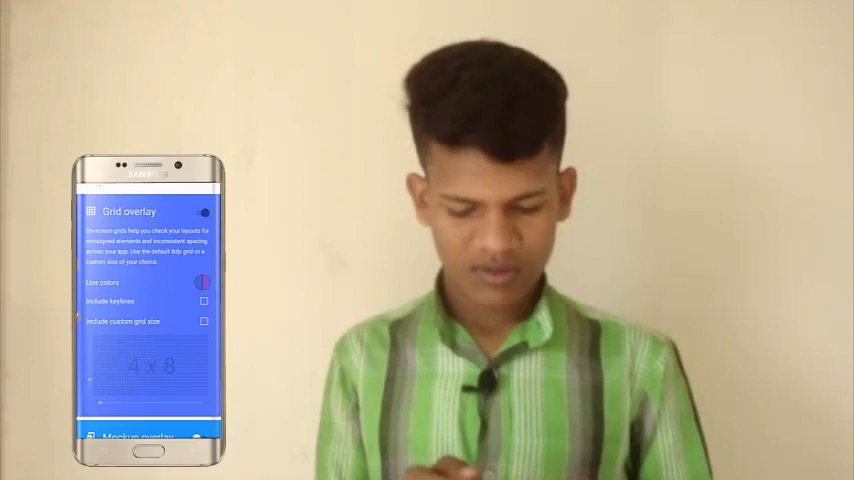 SAMSUNG
Grid overlay
On-screen grids help you check your layouts for
misaligned elements and inconsistent spacing
across your app. Use the default 8dp grid or a
custom size of your choice.
Line colors
Include keylines
Include custom grid size
4 x 8
Mockup overlay